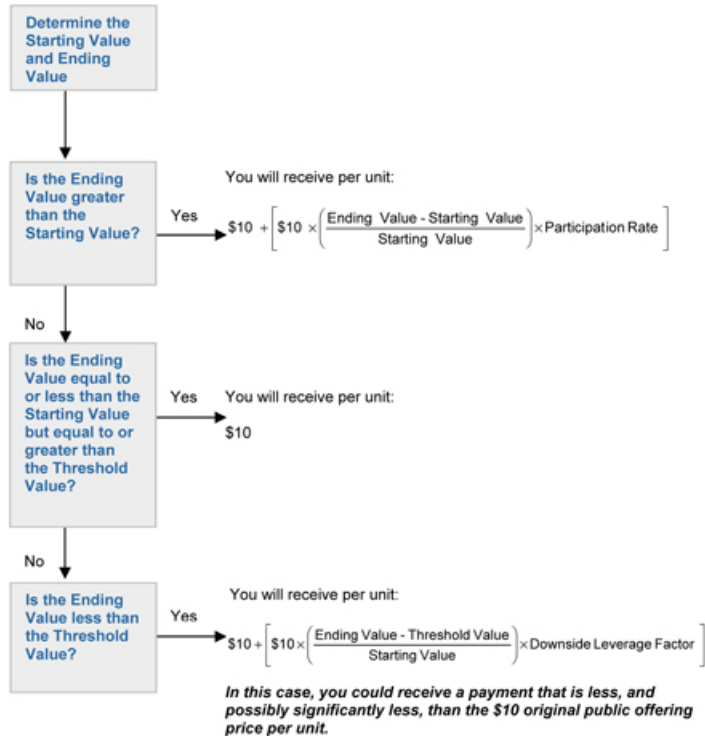 Determine the
Starting Value
and Ending
Value
Is the Ending
Value greater
than the
Starting Value?
Yes
You will receive per unit:
$10 + [ $10 × ( (Ending Value - Starting Value) / Starting Value ) × Participation Rate ]
No
Is the Ending
Value equal to
or less than the
Starting Value
but equal to or
greater than
the Threshold
Value?
Yes
You will receive per unit:
$10
No
Is the Ending
Value less than
the Threshold
Value?
Yes
You will receive per unit:
$10 + [ $10 × ( (Ending Value - Threshold Value) / Starting Value ) × Downside Leverage Factor ]
In this case, you could receive a payment that is less, and
possibly significantly less, than the $10 original public offering
price per unit.